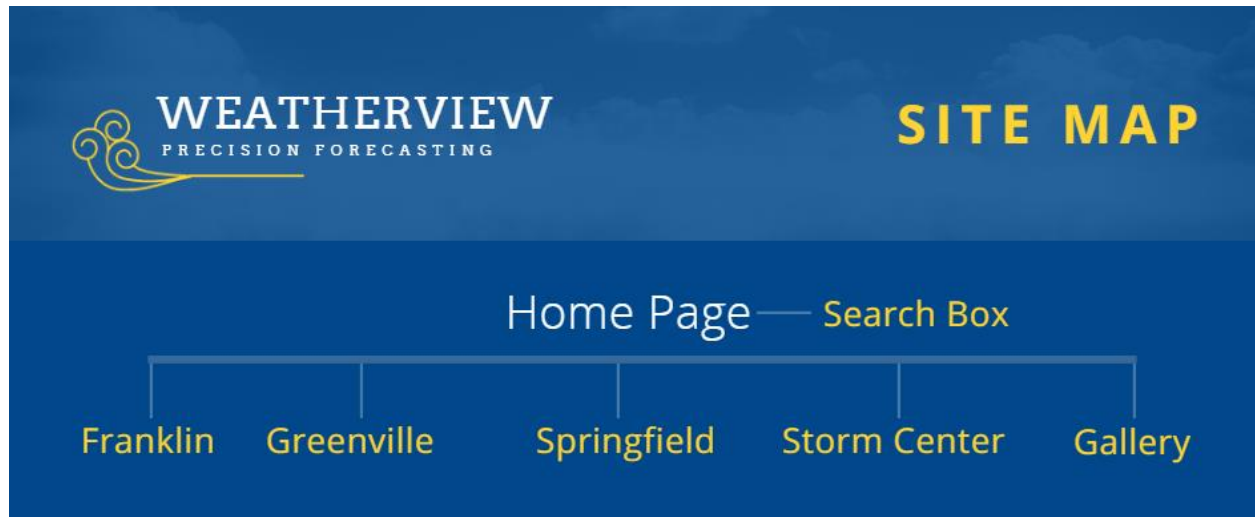 WEATHERVIEW
PRECISION FORECASTING
SITE MAP
Home Page
Search Box
Franklin
Greenville
Springfield
Storm Center
Gallery